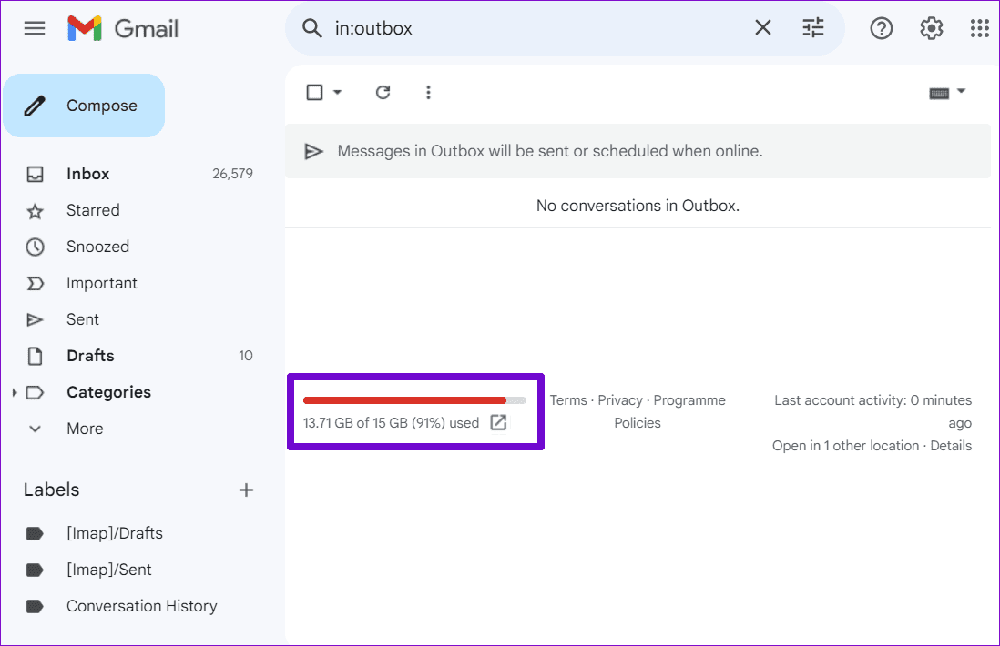 Gmail
in:outbox
Compose
Inbox 26,579
Starred
Snoozed
Important
Sent
Drafts 10
Categories
More
Labels
[Imap]/Drafts
[Imap]/Sent
Conversation History
Messages in Outbox will be sent or scheduled when online.
No conversations in Outbox.
13.71 GB of 15 GB (91%) used
Terms · Privacy · Programme
Policies
Last account activity: 0 minutes
ago
Open in 1 other location · Details